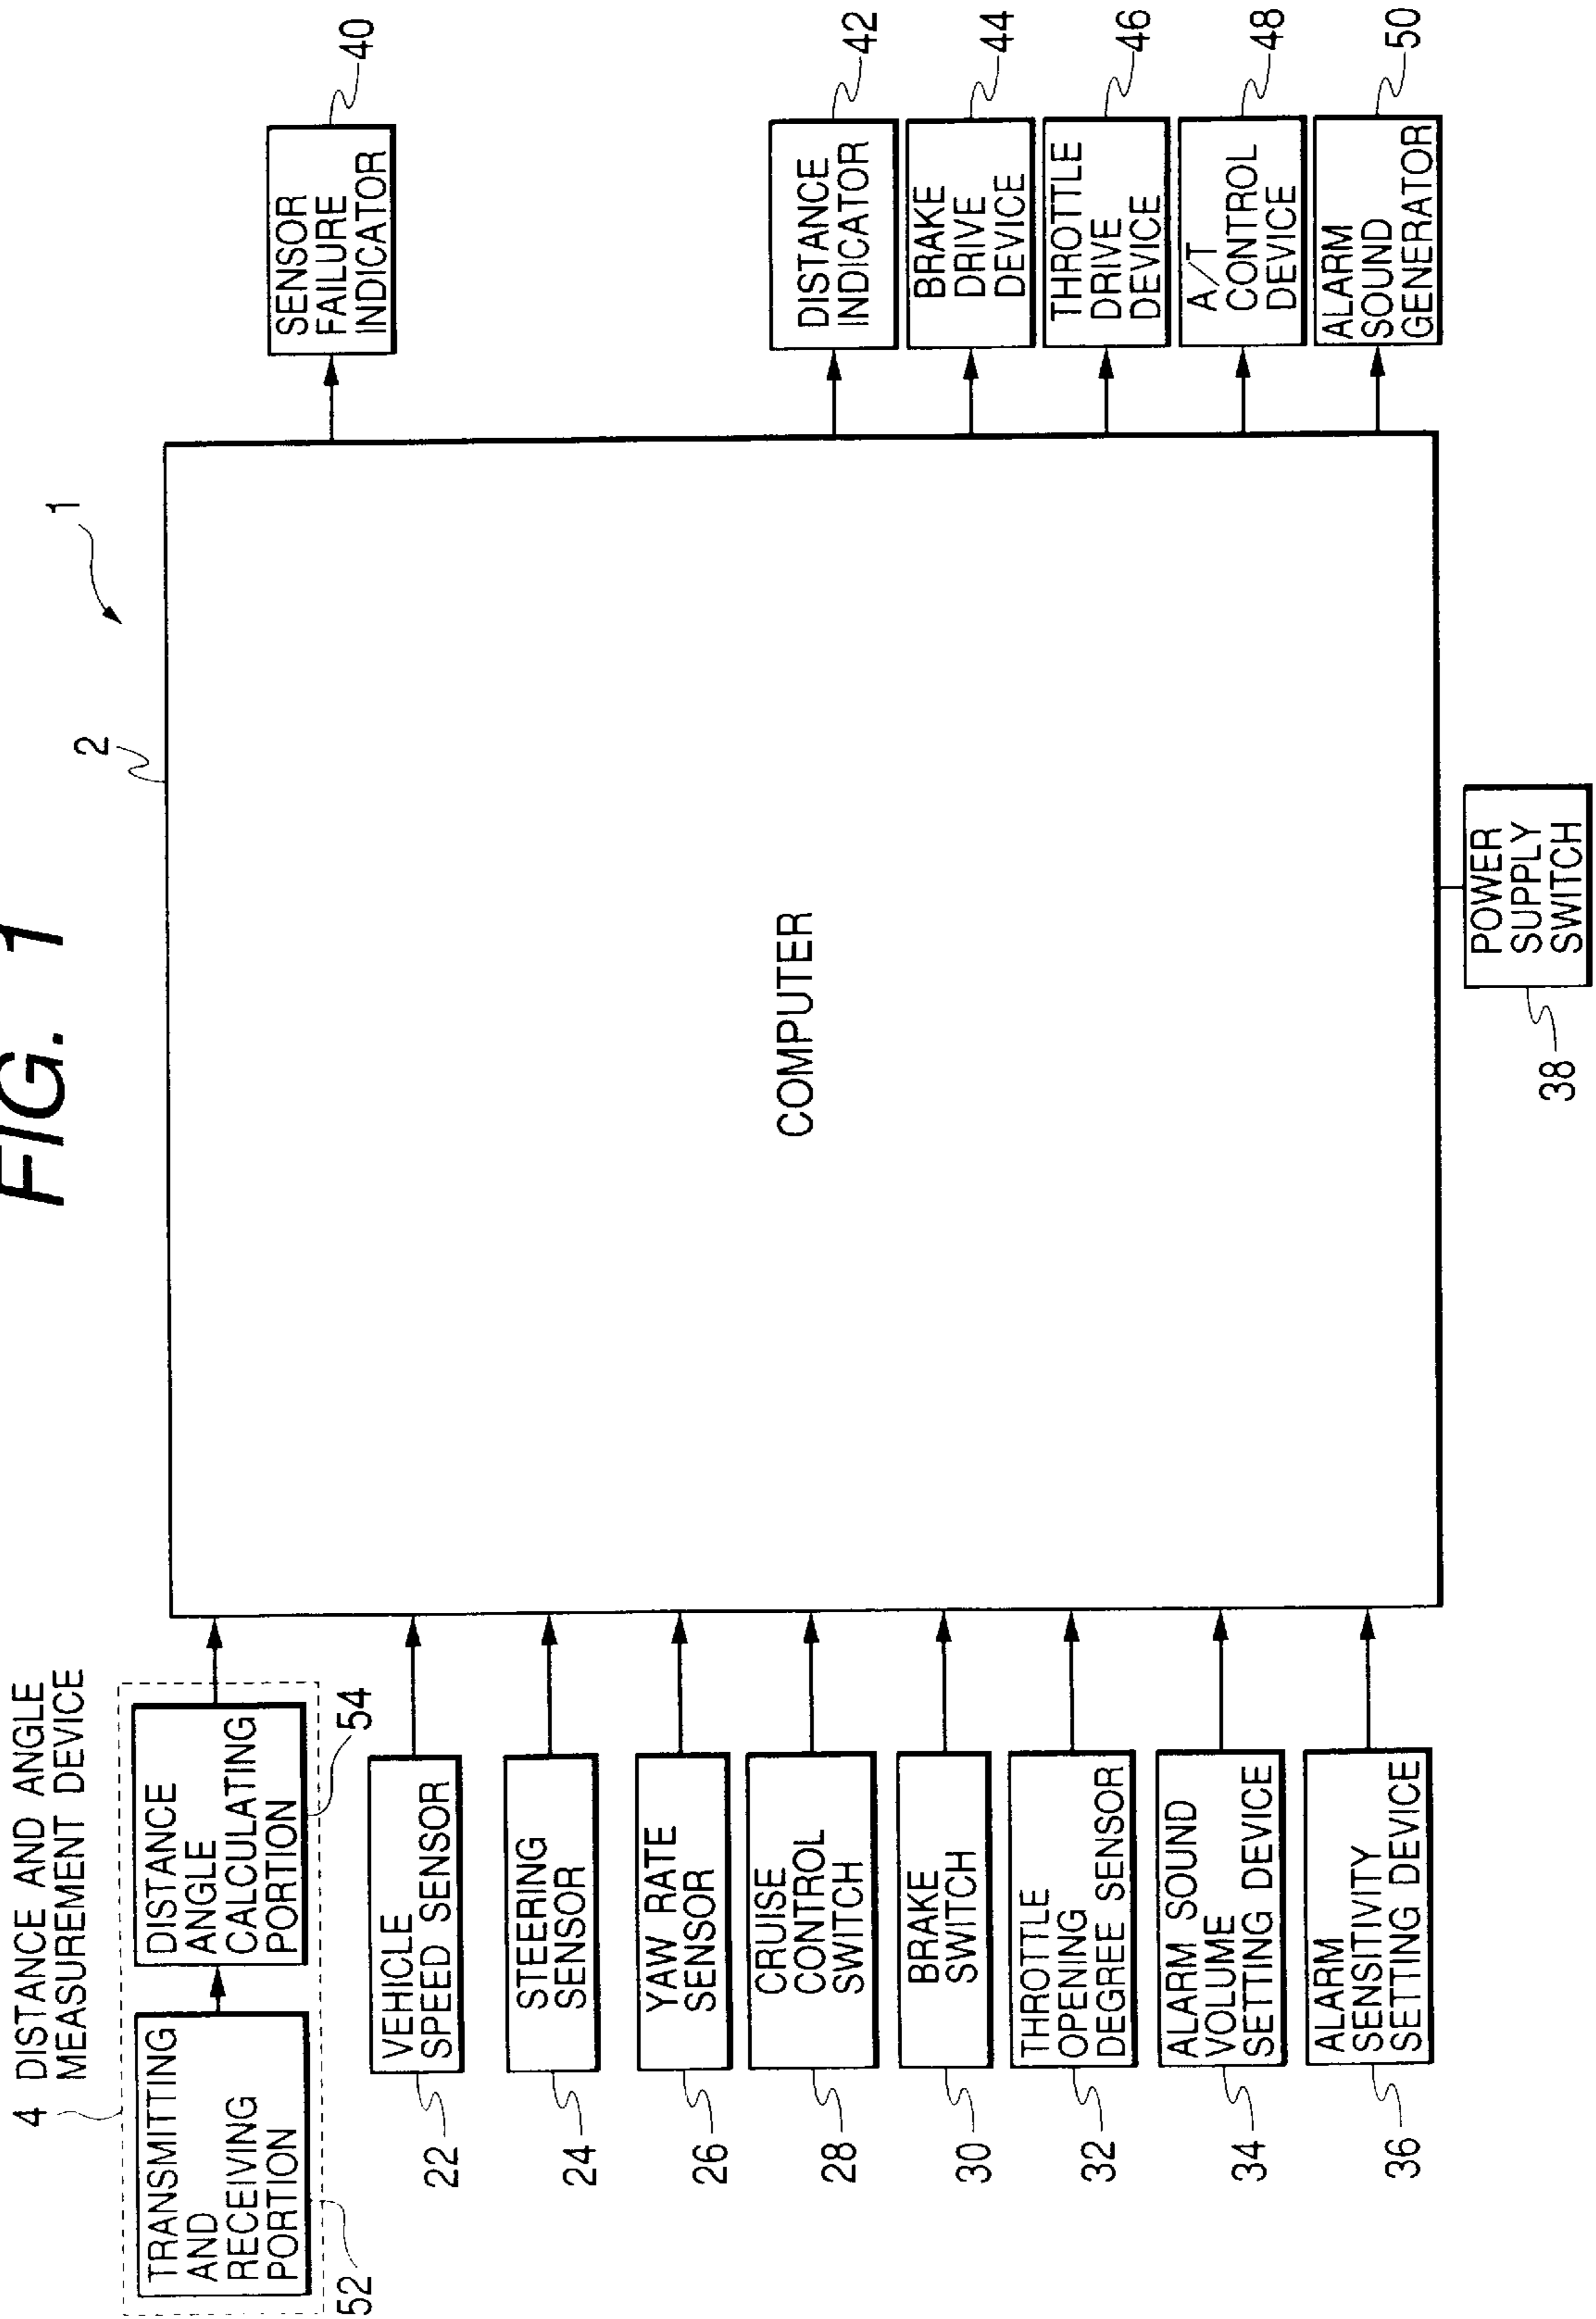 FIG. 1
1
2
4 DISTANCE AND ANGLE
MEASUREMENT DEVICE
TRANSMITTING
AND
RECEIVING
PORTION
52
DISTANCE
ANGLE
CALCULATING
PORTION
54
VEHICLE
SPEED SENSOR
22
STEERING
SENSOR
24
YAW RATE
SENSOR
26
CRUISE
CONTROL
SWITCH
28
BRAKE
SWITCH
30
THROTTLE
OPENING
DEGREE SENSOR
32
ALARM SOUND
VOLUME
SETTING DEVICE
34
ALARM
SENSITIVITY
SETTING DEVICE
36
COMPUTER
POWER
SUPPLY
SWITCH
38
SENSOR
FAILURE
INDICATOR
40
DISTANCE
INDICATOR
42
BRAKE
DRIVE
DEVICE
44
THROTTLE
DRIVE
DEVICE
46
A/T
CONTROL
DEVICE
48
ALARM
SOUND
GENERATOR
50